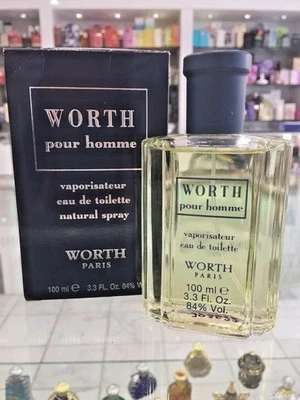 WORTH
pour homme
vaporisateur
eau de toilette
natural spray
WORTH
PARIS
100 ml e 3.3 FL. Oz. 84% V
WORTH
pour homme
vaporisateur
eau de toilette
WORTH
PARIS
100 ml e
3.3 Fl. Oz.
84% Vol.